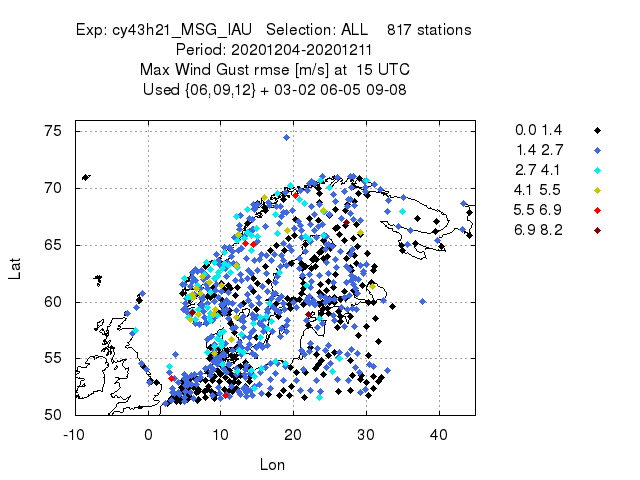 Exp: cy43h21_MSG_IAU   Selection: ALL    817 stations
Period: 20201204-20201211
Max Wind Gust rmse [m/s] at  15 UTC
Used {06,09,12} + 03-02 06-05 09-08
75
70
65
60
55
50
Lat
-10 0 10 20 30 40
Lon
0.0 1.4
1.4 2.7
2.7 4.1
4.1 5.5
5.5 6.9
6.9 8.2